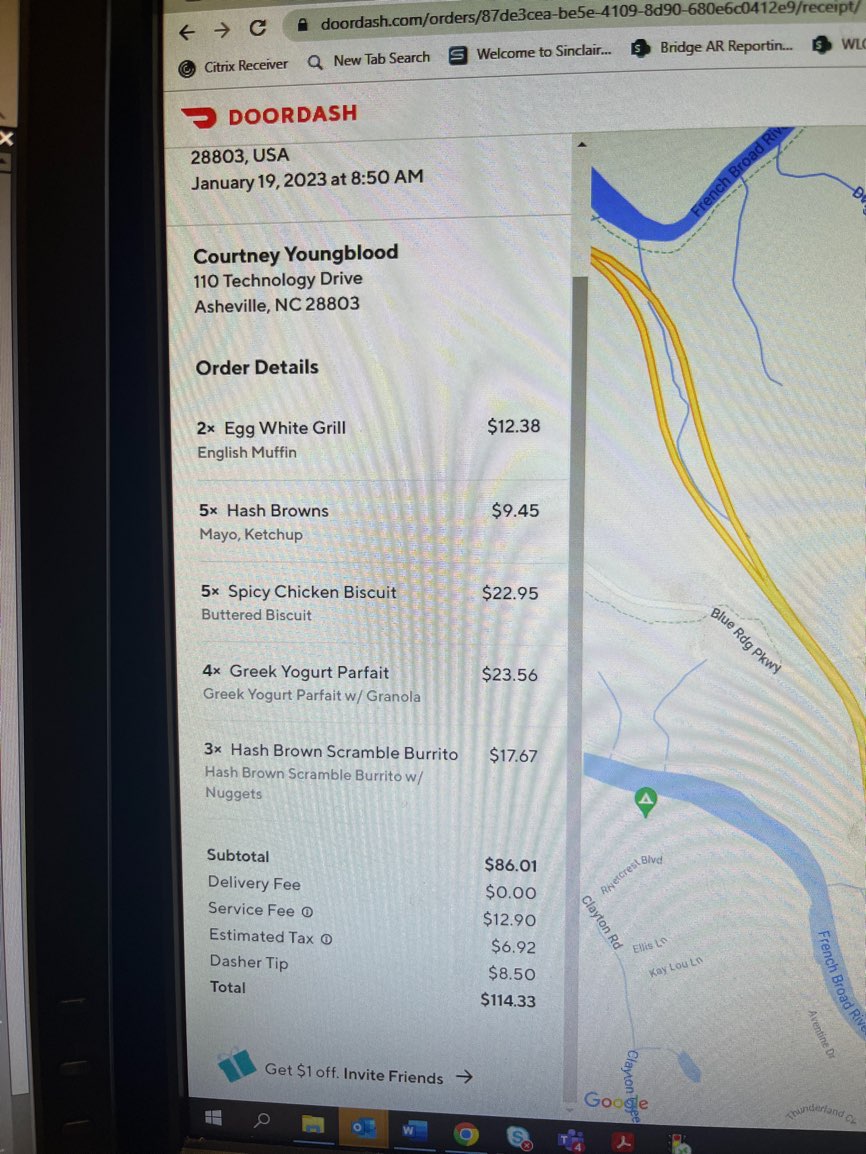 doordash.com/orders/87de3cea-be5e-4109-8d90-680e6c0412e9/receipt/
Citrix Receiver
New Tab Search
Welcome to Sinclair...
Bridge AR Reportin...
DOORDASH
28803, USA
January 19, 2023 at 8:50 AM
Courtney Youngblood
110 Technology Drive
Asheville, NC 28803
Order Details
2× Egg White Grill $12.38
English Muffin
5× Hash Browns $9.45
Mayo, Ketchup
5× Spicy Chicken Biscuit $22.95
Buttered Biscuit
4× Greek Yogurt Parfait $23.56
Greek Yogurt Parfait w/ Granola
3× Hash Brown Scramble Burrito $17.67
Hash Brown Scramble Burrito w/
Nuggets
Subtotal $86.01
Delivery Fee $0.00
Service Fee $12.90
Estimated Tax $6.92
Dasher Tip $8.50
Total $114.33
Get $1 off. Invite Friends →
French Broad Riv
Blue Rdg Pkwy
Rivercrest Blvd
Clayton Rd
Ellis Ln
Kay Lou Ln
French Broad Rive
Aventine Dr
Clayton
Thunderland Ci
Google
4